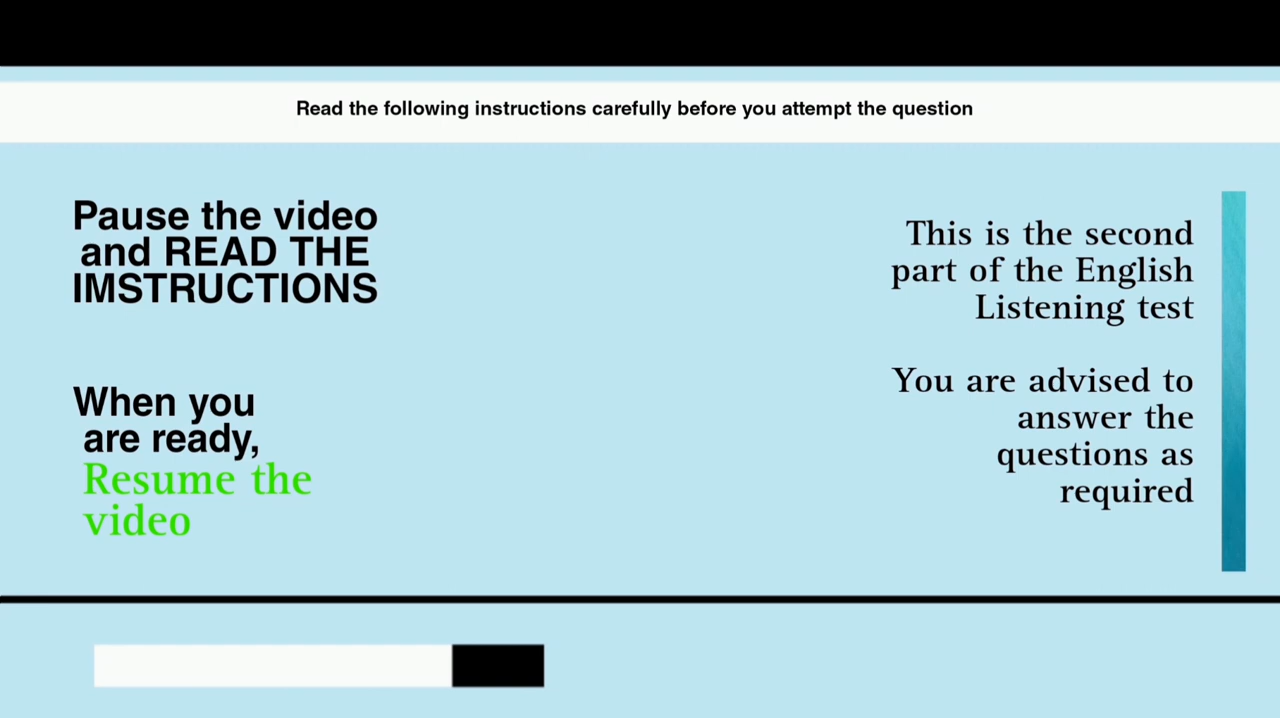 Read the following instructions carefully before you attempt the question
Pause the video
and READ THE
IMSTRUCTIONS
When you
are ready,
Resume the
video
This is the second
part of the English
Listening test
You are advised to
answer the
questions as
required